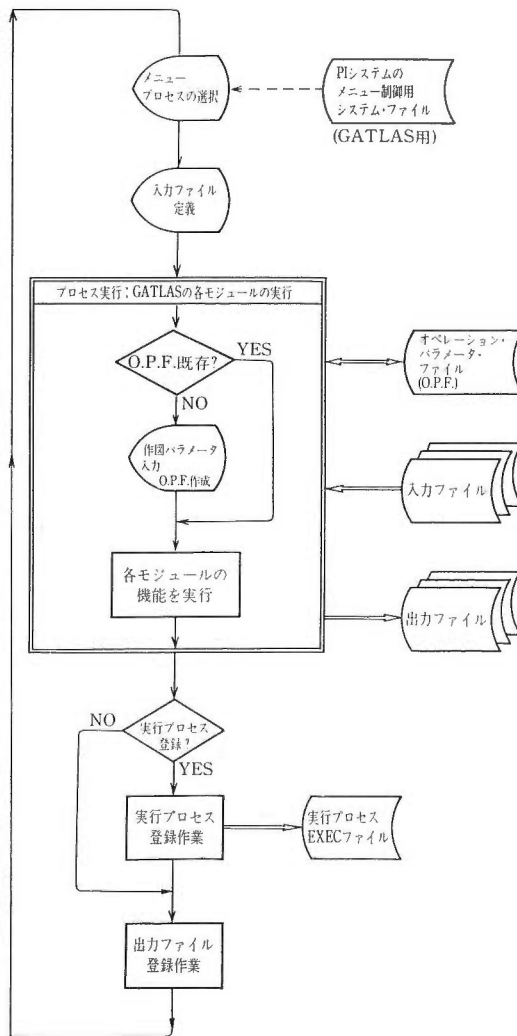 メニュー
プロセスの選択
PIシステムの
メニュー制御用
システム・ファイル
(GATLAS用)
入力ファイル
定義
プロセス実行；GATLASの各モジュールの実行
O.P.F.既存？
YES
NO
オペレーション・
パラメータ・
ファイル
(O.P.F.)
作図パラメータ
入力
O.P.F.作成
入力ファイル
各モジュールの
機能を実行
出力ファイル
NO
実行プロセス
登録？
YES
実行プロセス
登録作業
実行プロセス
EXECファイル
出力ファイル
登録作業